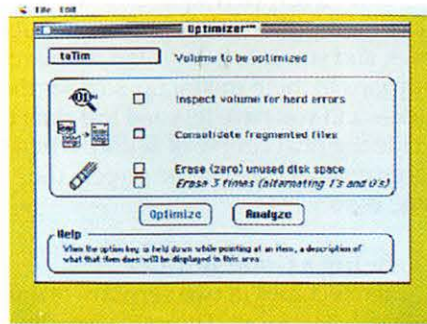 File Edit
Optimizer™
toTim Volume to be optimized
Inspect volume for hard errors
Consolidate fragmented files
Erase (zero) unused disk space
Erase 3 times (alternating 1's and 0's)
Optimize Analyze
Help
When the option key is held down while pointing at an item, a description of
what that item does will be displayed in this area.